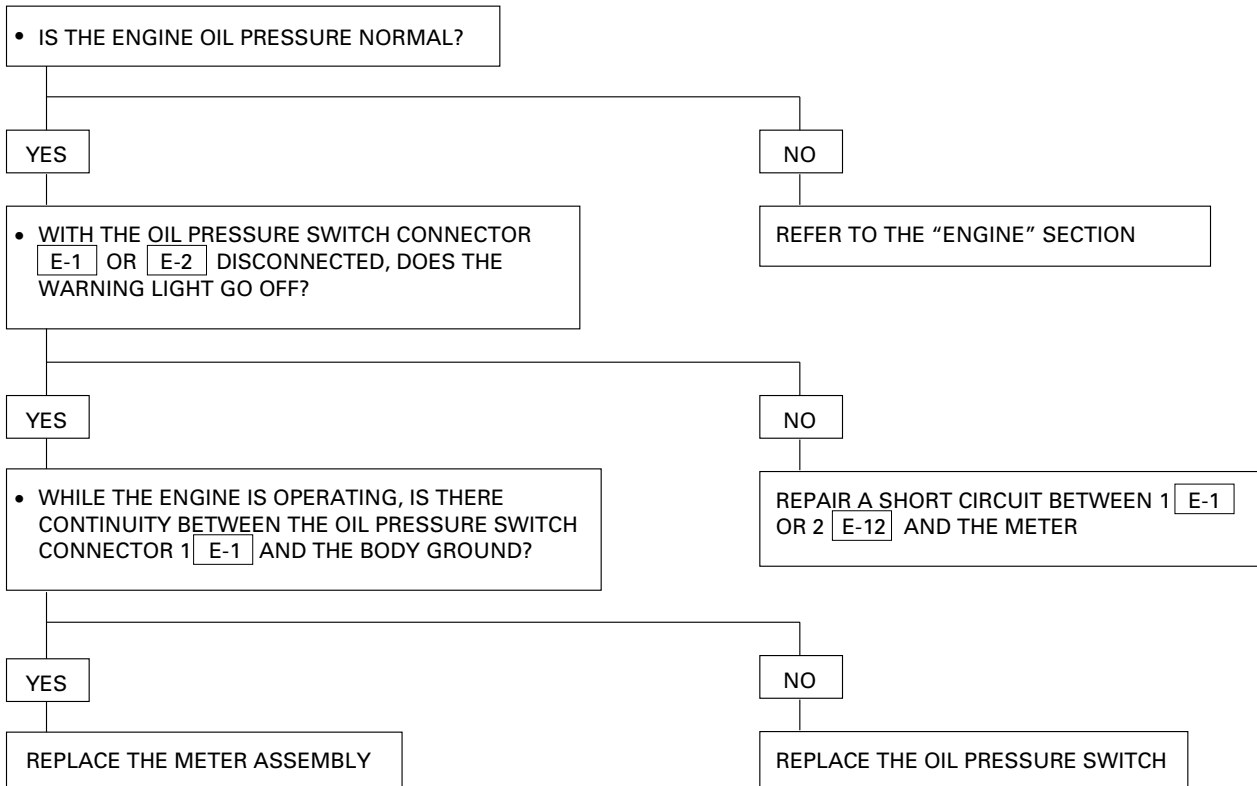 • IS THE ENGINE OIL PRESSURE NORMAL?
YES
NO
• WITH THE OIL PRESSURE SWITCH CONNECTOR
E-1 OR E-2 DISCONNECTED, DOES THE
WARNING LIGHT GO OFF?
REFER TO THE “ENGINE” SECTION
YES
NO
• WHILE THE ENGINE IS OPERATING, IS THERE
CONTINUITY BETWEEN THE OIL PRESSURE SWITCH
CONNECTOR 1 E-1 AND THE BODY GROUND?
REPAIR A SHORT CIRCUIT BETWEEN 1 E-1
OR 2 E-12 AND THE METER
YES
NO
REPLACE THE METER ASSEMBLY
REPLACE THE OIL PRESSURE SWITCH